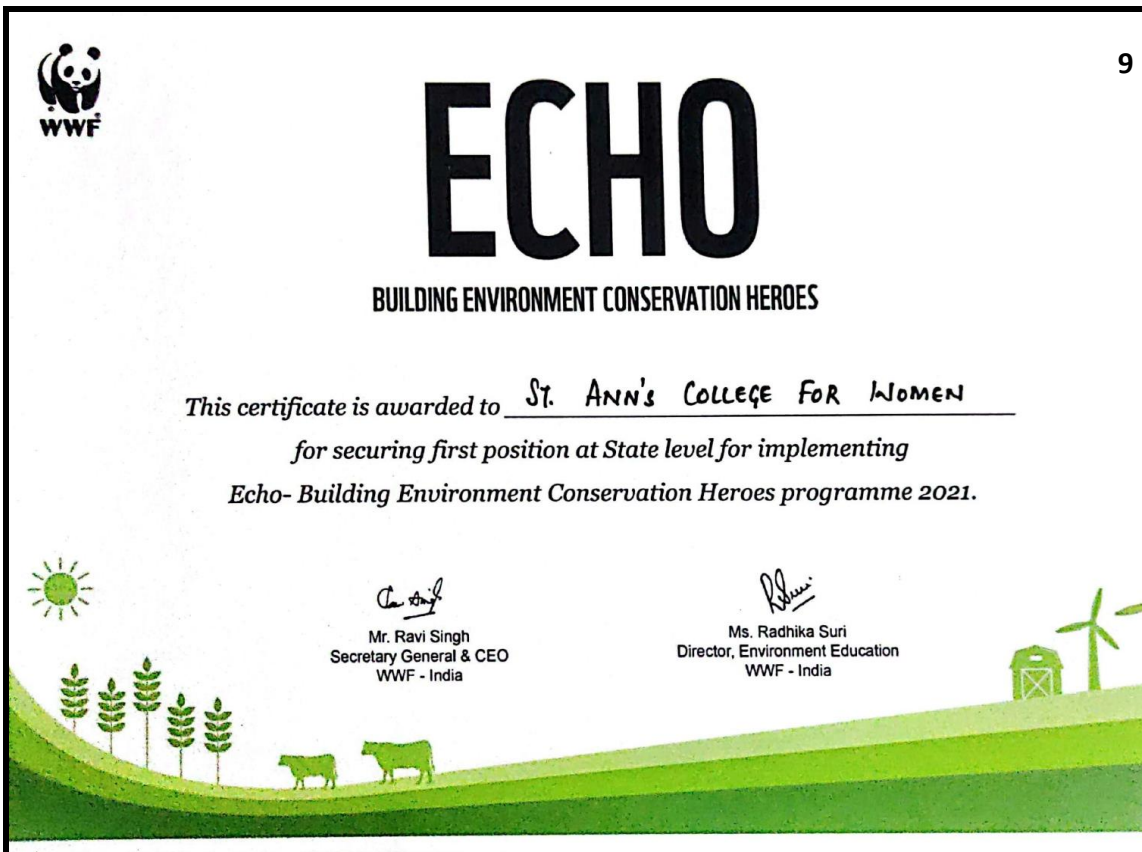 9
WWF
ECHO
BUILDING ENVIRONMENT CONSERVATION HEROES
This certificate is awarded to ST. ANN'S COLLEGE FOR WOMEN
for securing first position at State level for implementing
Echo- Building Environment Conservation Heroes programme 2021.
Mr. Ravi Singh
Secretary General & CEO
WWF - India
Ms. Radhika Suri
Director, Environment Education
WWF - India